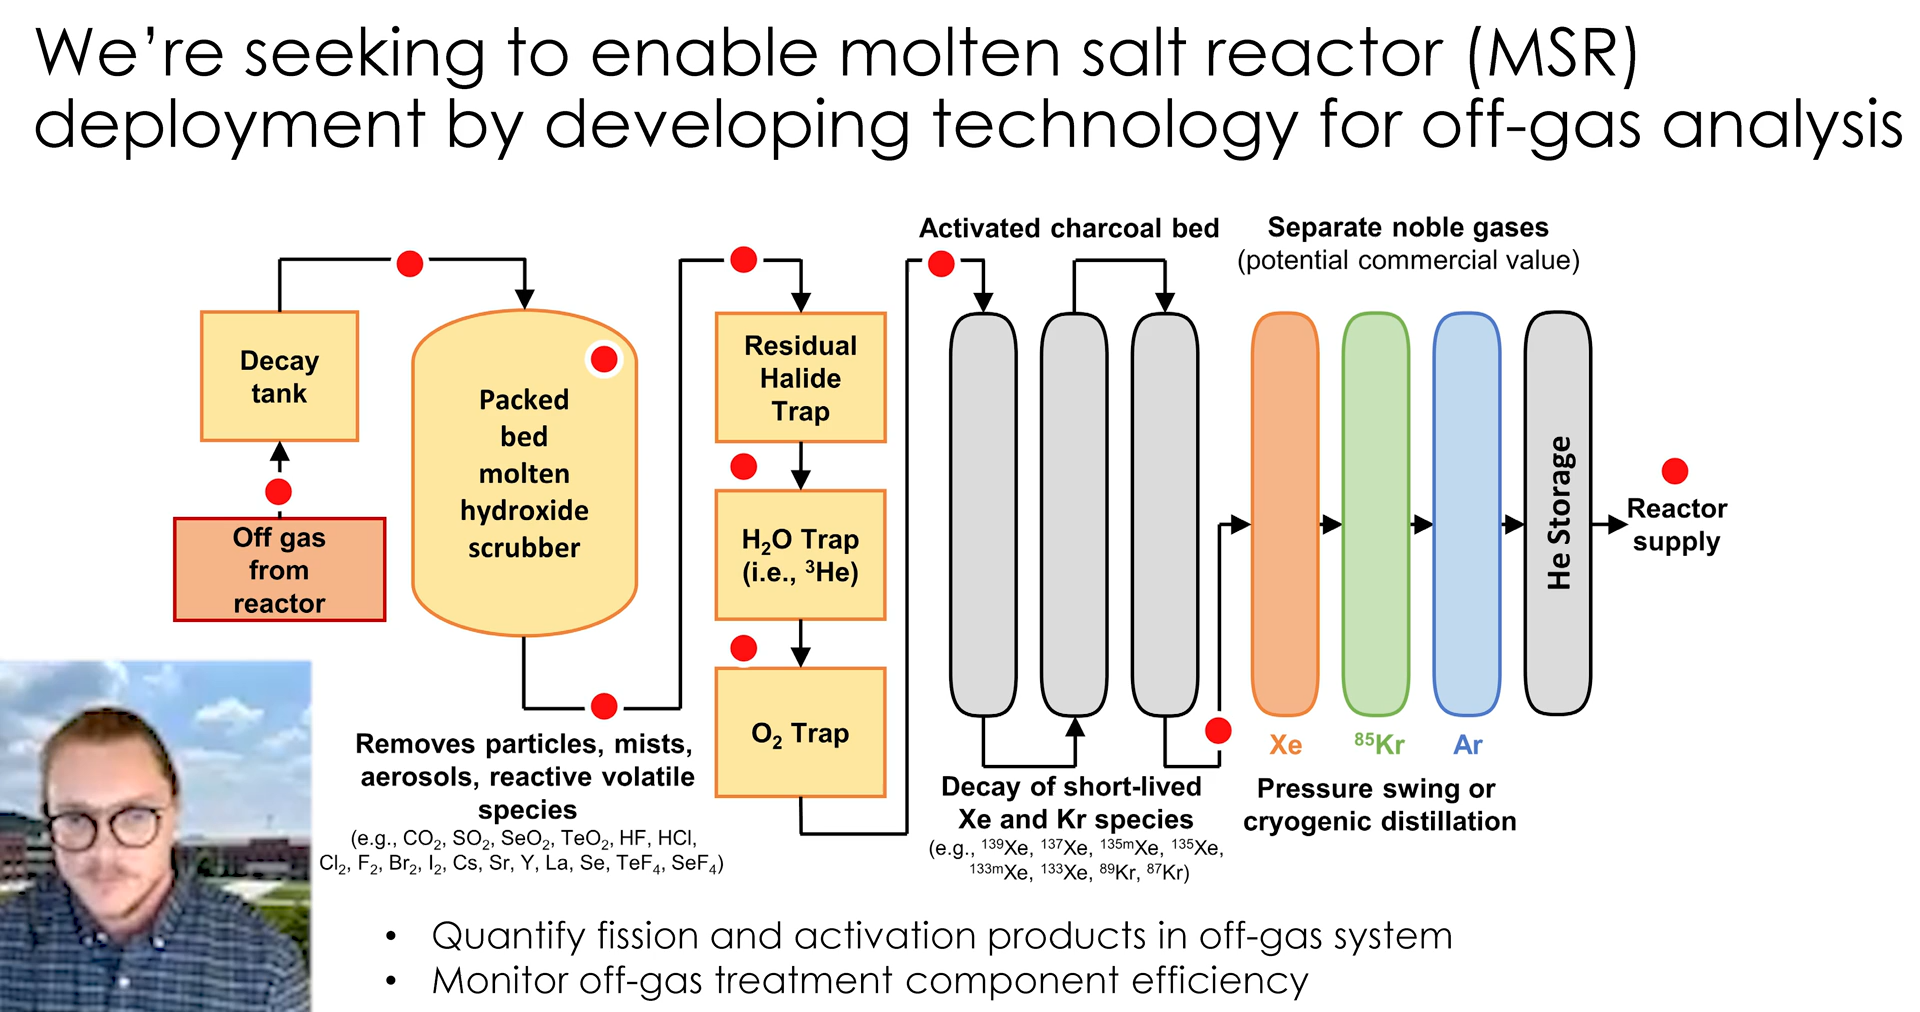 We’re seeking to enable molten salt reactor (MSR)
deployment by developing technology for off-gas analysis
Activated charcoal bed
Separate noble gases
(potential commercial value)
Decay
tank
Off gas
from
reactor
Packed
bed
molten
hydroxide
scrubber
Removes particles, mists,
aerosols, reactive volatile
species
(e.g., CO₂, SO₂, SeO₂, TeO₂, HF, HCl,
Cl₂, F₂, Br₂, I₂, Cs, Sr, Y, La, Se, TeF₄, SeF₄)
Residual
Halide
Trap
H₂O Trap
(i.e., ³He)
O₂ Trap
Decay of short-lived
Xe and Kr species
(e.g., ¹³⁹Xe, ¹³⁷Xe, ¹³⁵ᵐXe, ¹³⁵Xe,
¹³³ᵐXe, ¹³³Xe, ⁸⁹Kr, ⁸⁷Kr)
Xe
⁸⁵Kr
Ar
Pressure swing or
cryogenic distillation
He Storage
Reactor
supply
• Quantify fission and activation products in off-gas system
• Monitor off-gas treatment component efficiency